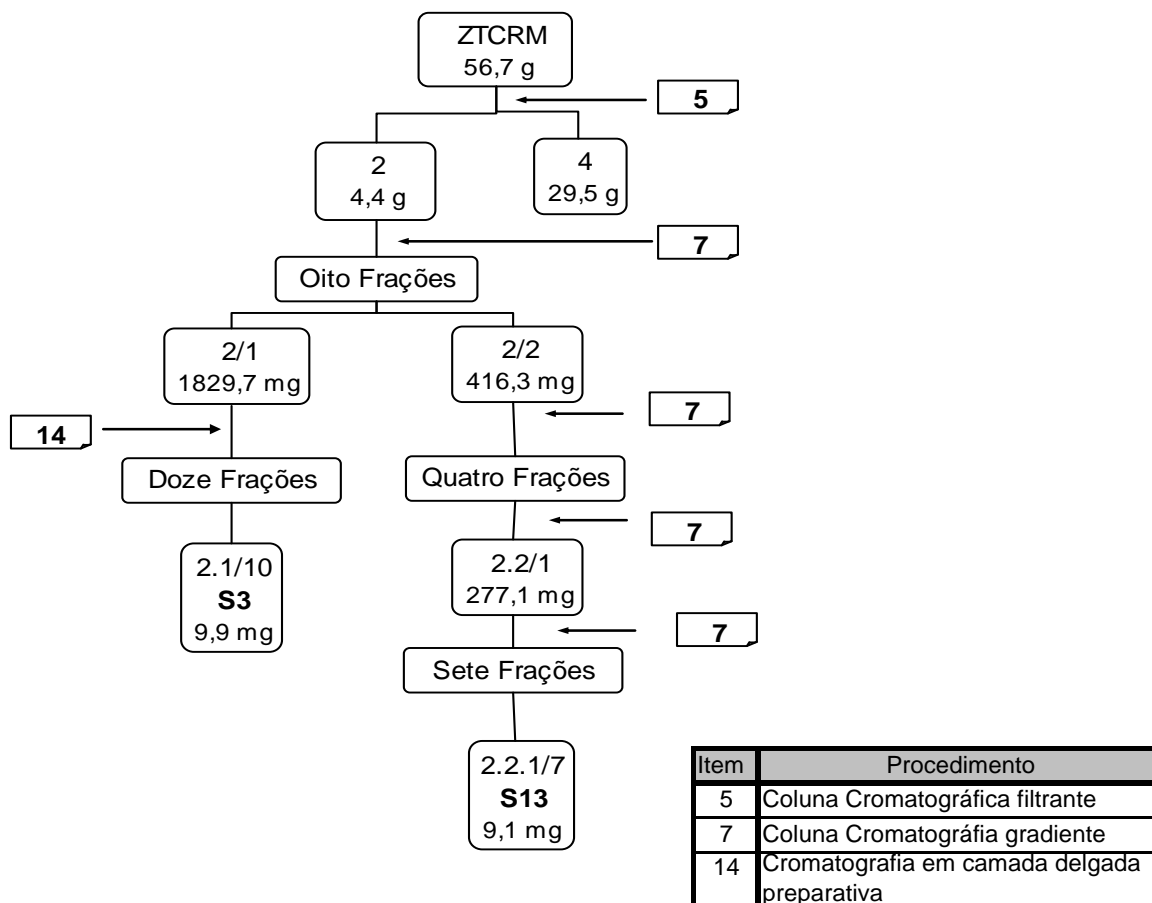 ZTCRM
56,7 g
5
2
4,4 g
4
29,5 g
7
Oito Frações
2/1
1829,7 mg
2/2
416,3 mg
7
14
Doze Frações
Quatro Frações
7
2.1/10
S3
9,9 mg
2.2/1
277,1 mg
7
Sete Frações
2.2.1/7
S13
9,1 mg
Item Procedimento
5 Coluna Cromatográfica filtrante
7 Coluna Cromatográfia gradiente
14 Cromatografia em camada delgada
preparativa